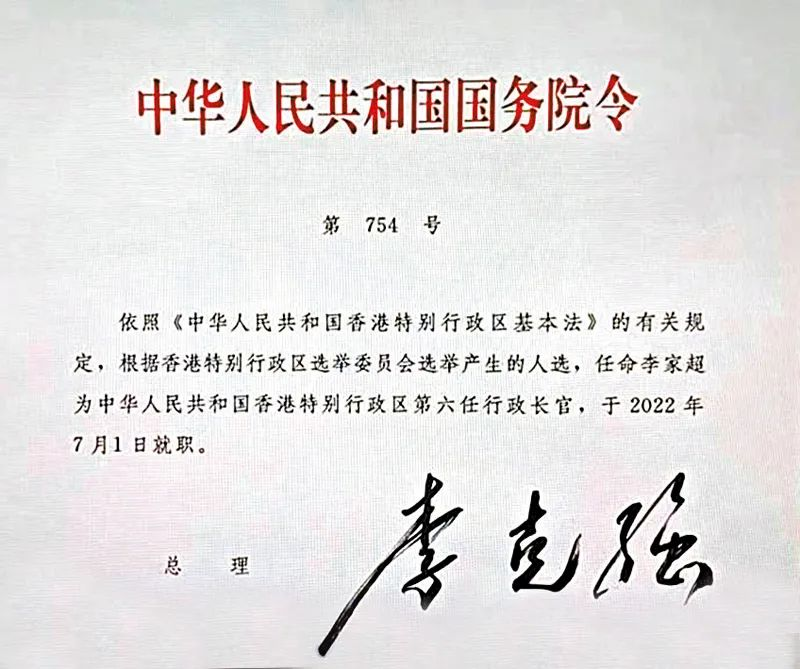 中华人民共和国国务院令
第 754 号
依照《中华人民共和国香港特别行政区基本法》的有关规
定，根据香港特别行政区选举委员会选举产生的人选，任命李家超
为中华人民共和国香港特别行政区第六任行政长官，于 2022 年
7 月1 日就职。
总 理 李克强